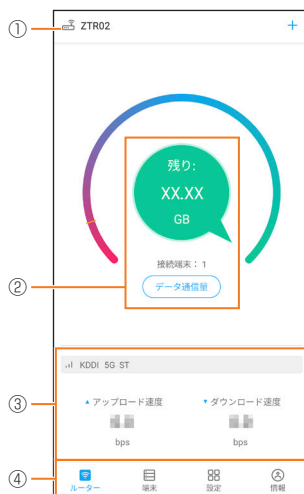 ① ZTR02 +
残り:
XX.XX
GB
②
接続端末： 1
データ通信量
KDDI 5G ST
③
▲ アップロード速度 ▼ ダウンロード速度
bps bps
④
ルーター 端末 設定 情報